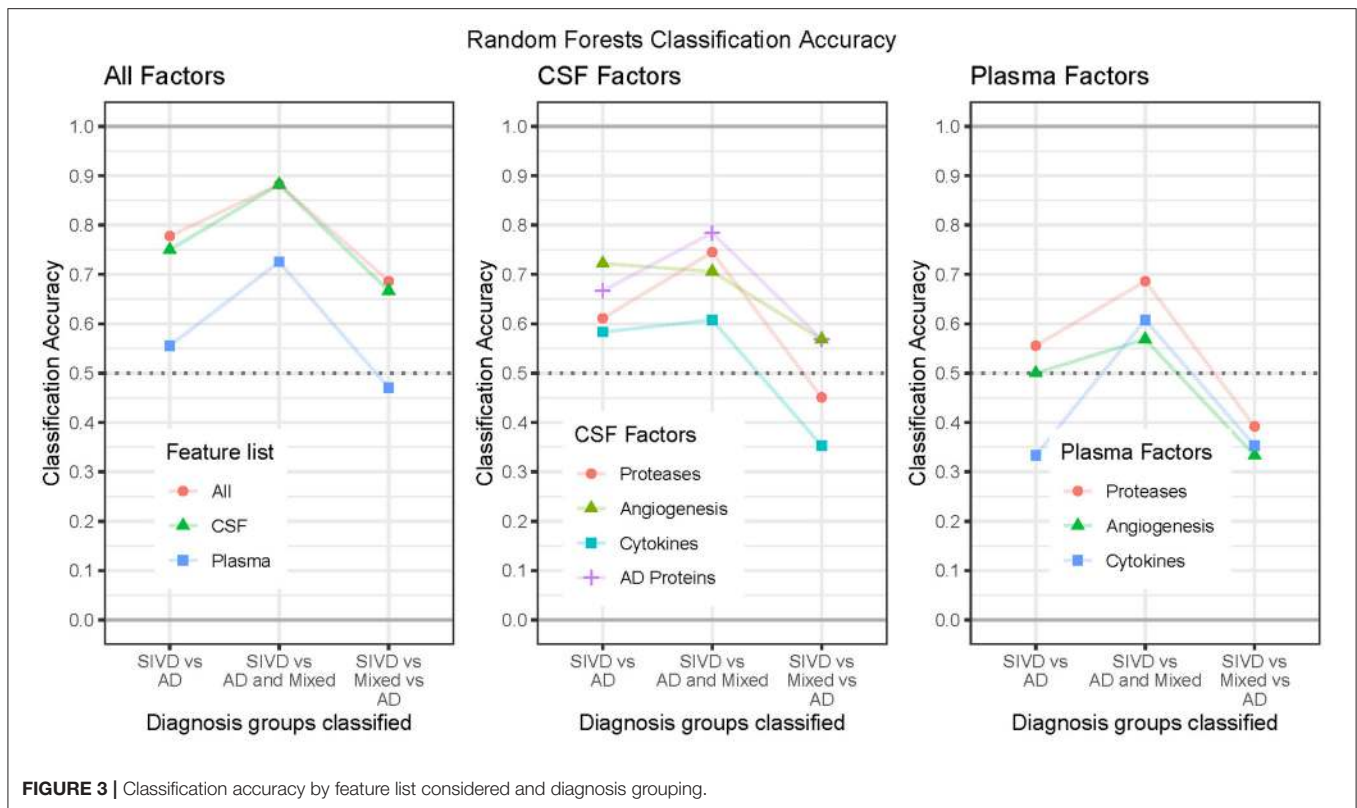 Random Forests Classification Accuracy
All Factors
Classification Accuracy
1.0
0.9
0.8
0.7
0.6
0.5
0.4
0.3
0.2
0.1
0.0
Feature list
All
CSF
Plasma
SIVD vs
AD
SIVD vs
AD and Mixed
SIVD vs
Mixed vs
AD
Diagnosis groups classified
CSF Factors
Classification Accuracy
1.0
0.9
0.8
0.7
0.6
0.5
0.4
0.3
0.2
0.1
0.0
CSF Factors
Proteases
Angiogenesis
Cytokines
AD Proteins
SIVD vs
AD
SIVD vs
AD and Mixed
SIVD vs
Mixed vs
AD
Diagnosis groups classified
Plasma Factors
Classification Accuracy
1.0
0.9
0.8
0.7
0.6
0.5
0.4
0.3
0.2
0.1
0.0
Plasma Factors
Proteases
Angiogenesis
Cytokines
SIVD vs
AD
SIVD vs
AD and Mixed
SIVD vs
Mixed vs
AD
Diagnosis groups classified
FIGURE 3 | Classification accuracy by feature list considered and diagnosis grouping.